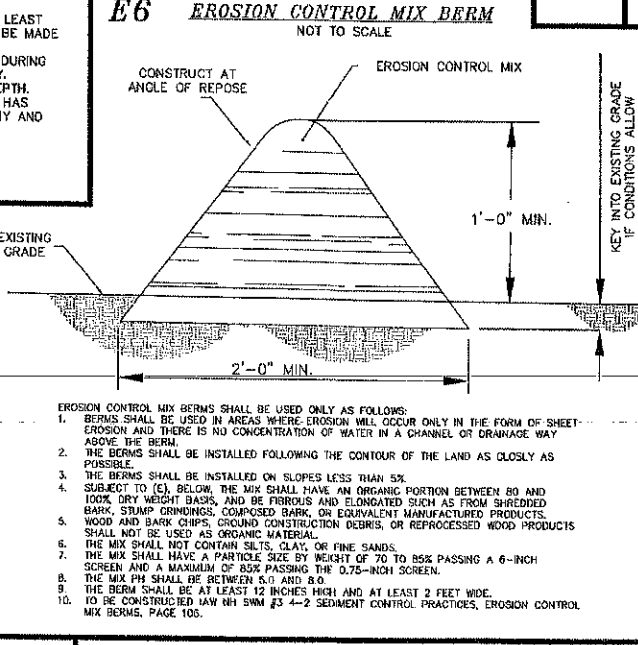 LEAST
BE MADE
DURING
Y.
EPTH.
HAS
Y AND
E6 EROSION CONTROL MIX BERM
NOT TO SCALE
CONSTRUCT AT
ANGLE OF REPOSE
EROSION CONTROL MIX
KEY INTO EXISTING GRADE
IF CONDITIONS ALLOW
1'-0" MIN.
EXISTING
GRADE
2'-0" MIN.
EROSION CONTROL MIX BERMS SHALL BE USED ONLY AS FOLLOWS:
1. BERMS SHALL BE USED IN AREAS WHERE EROSION WILL OCCUR ONLY IN THE FORM OF SHEET
EROSION AND THERE IS NO CONCENTRATION OF WATER IN A CHANNEL OR DRAINAGE WAY
ABOVE THE BERM.
2. THE BERMS SHALL BE INSTALLED FOLLOWING THE CONTOUR OF THE LAND AS CLOSLY AS
POSSIBLE.
3. THE BERMS SHALL BE INSTALLED ON SLOPES LESS THAN 5%.
4. SUBJECT TO (E), BELOW, THE MIX SHALL HAVE AN ORGANIC PORTION BETWEEN 80 AND
100%, DRY WEIGHT BASIS, AND BE FIBROUS AND ELONGATED SUCH AS FROM SHREDDED
BARK, STUMP GRINDINGS, COMPOSED BARK, OR EQUIVALENT MANUFACTURED PRODUCTS.
5. WOOD AND BARK CHIPS, GROUND CONSTRUCTION DEBRIS, OR REPROCESSED WOOD PRODUCTS
SHALL NOT BE USED AS ORGANIC MATERIAL.
6. THE MIX SHALL NOT CONTAIN SILTS, CLAY, OR FINE SANDS.
7. THE MIX SHALL HAVE A PARTICLE SIZE BY WEIGHT OF 70 TO 85% PASSING A 6-INCH
SCREEN AND A MAXIMUM OF 85% PASSING THE 0.75-INCH SCREEN.
8. THE MIX PH SHALL BE BETWEEN 5.0 AND 8.0.
9. THE BERM SHALL BE AT LEAST 12 INCHES HIGH AND AT LEAST 2 FEET WIDE.
10. TO BE CONSTRUCTED IAW NH SWM #3 4-2 SEDIMENT CONTROL PRACTICES, EROSION CONTROL
MIX BERMS, PAGE 106.